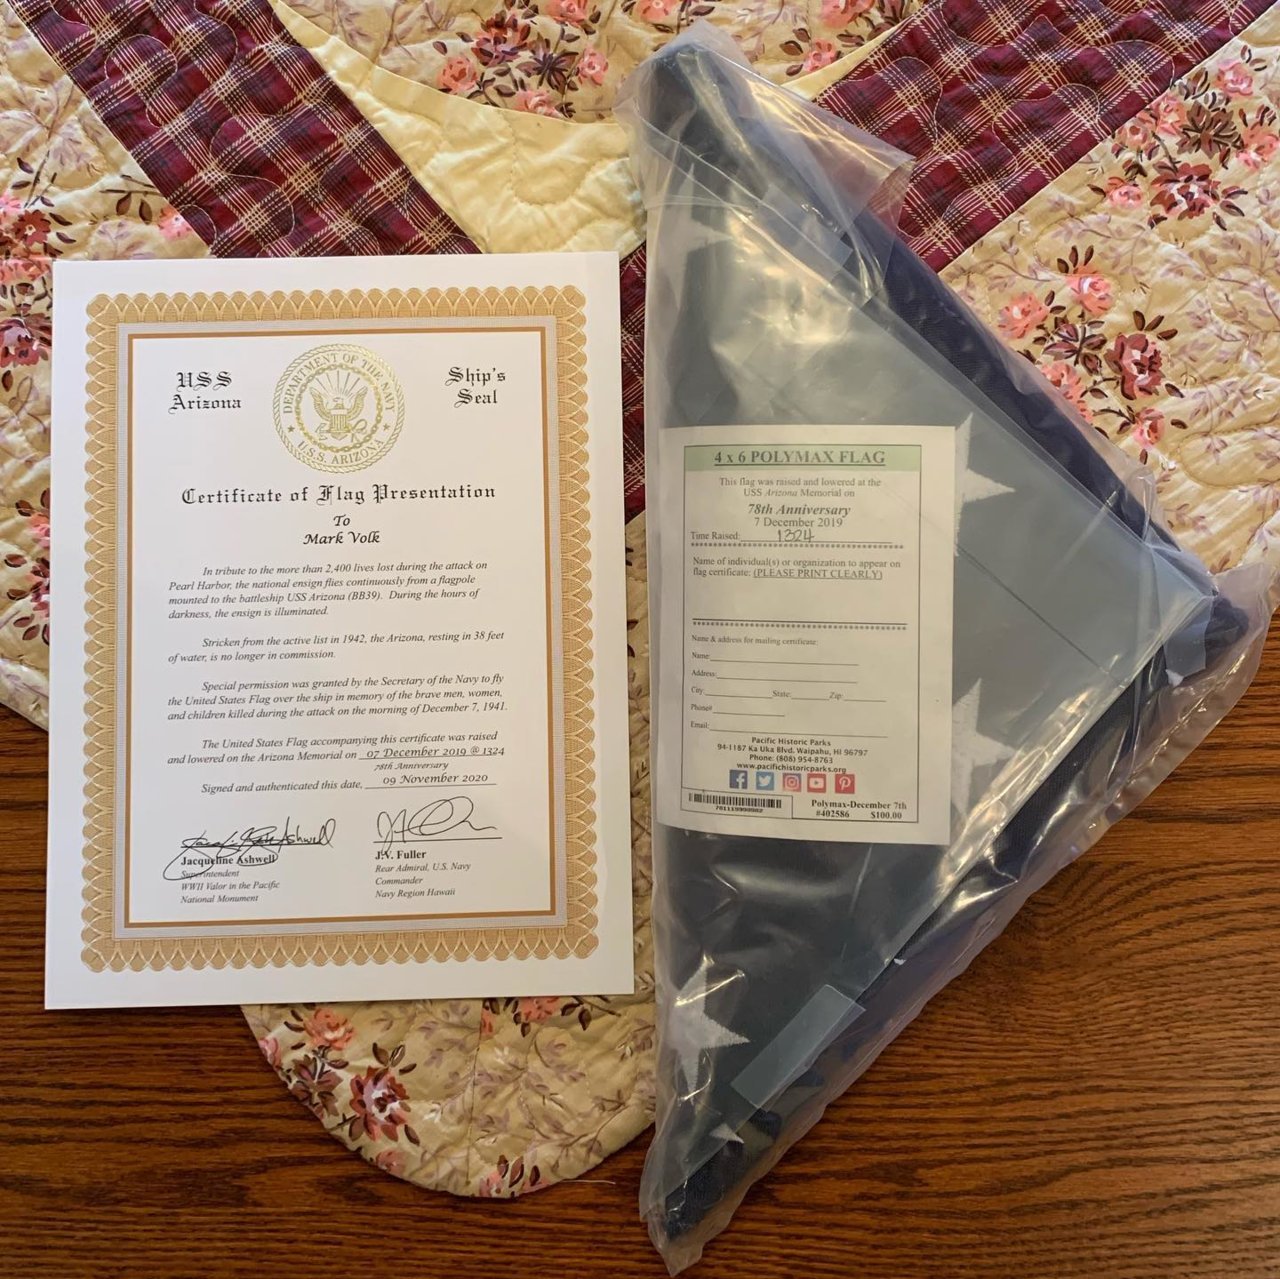 USS
Arizona
Ship's
Seal
DEPARTMENT OF THE NAVY
U.S.S. ARIZONA
Certificate of Flag Presentation
To
Mark Volk
In tribute to the more than 2,400 lives lost during the attack on
Pearl Harbor, the national ensign flies continuously from a flagpole
mounted to the battleship USS Arizona (BB39). During the hours of
darkness, the ensign is illuminated.
Stricken from the active list in 1942, the Arizona, resting in 38 feet
of water, is no longer in commission.
Special permission was granted by the Secretary of the Navy to fly
the United States Flag over the ship in memory of the brave men, women,
and children killed during the attack on the morning of December 7, 1941.
The United States Flag accompanying this certificate was raised
and lowered on the Arizona Memorial on 07 December 2019 @ 1324
78th Anniversary
Signed and authenticated this date, 09 November 2020
Jacqueline Ashwell
Superintendent
WWII Valor in the Pacific
National Monument
J.V. Fuller
Rear Admiral, U.S. Navy
Commander
Navy Region Hawaii
4 x 6 POLYMAX FLAG
This flag was raised and lowered at the
USS Arizona Memorial on
78th Anniversary
7 December 2019
Time Raised: 1324
Name of individual(s) or organization to appear on
flag certificate: (PLEASE PRINT CLEARLY)
Name & address for mailing certificate:
Name:
Address:
City: State: Zip:
Phone#
Email:
Pacific Historic Parks
94-1187 Ka Uka Blvd. Waipahu, HI 96797
Phone: (808) 954-8763
www.pacifichistoricparks.org
Polymax-December 7th
#402586 $100.00